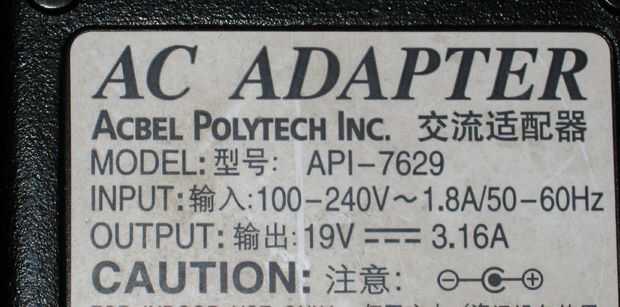 AC ADAPTER
ACBEL POLYTECH INC. 交流适配器
MODEL: 型号: API-7629
INPUT: 输入: 100-240V~1.8A/50-60Hz
OUTPUT: 输出: 19V ⎓ 3.16A
CAUTION: 注意: